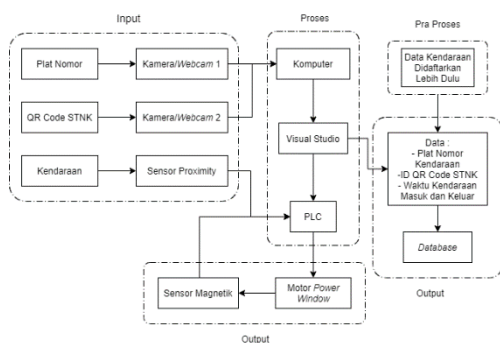 Input
Plat Nomor
Kamera/Webcam 1
QR Code STNK
Kamera/Webcam 2
Kendaraan
Sensor Proximity
Proses
Komputer
Visual Studio
PLC
Pra Proses
Data Kendaraan
Didaftarkan
Lebih Dulu
Data :
- Plat Nomor
Kendaraan
-ID QR Code STNK
- Waktu Kendaraan
Masuk dan Keluar
Database
Output
Sensor Magnetik
Motor Power
Window
Output